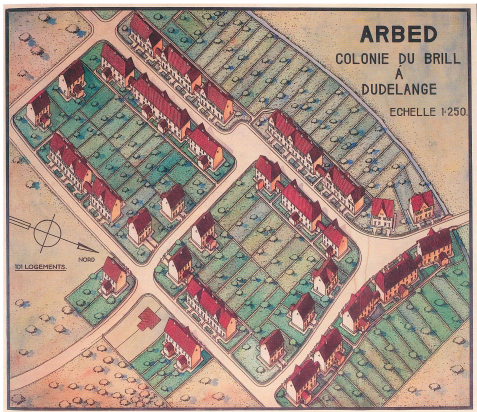 ARBED
COLONIE DU BRILL
À
DUDELANGE
ECHELLE 1:250.
NORD
101 LOGEMENTS.